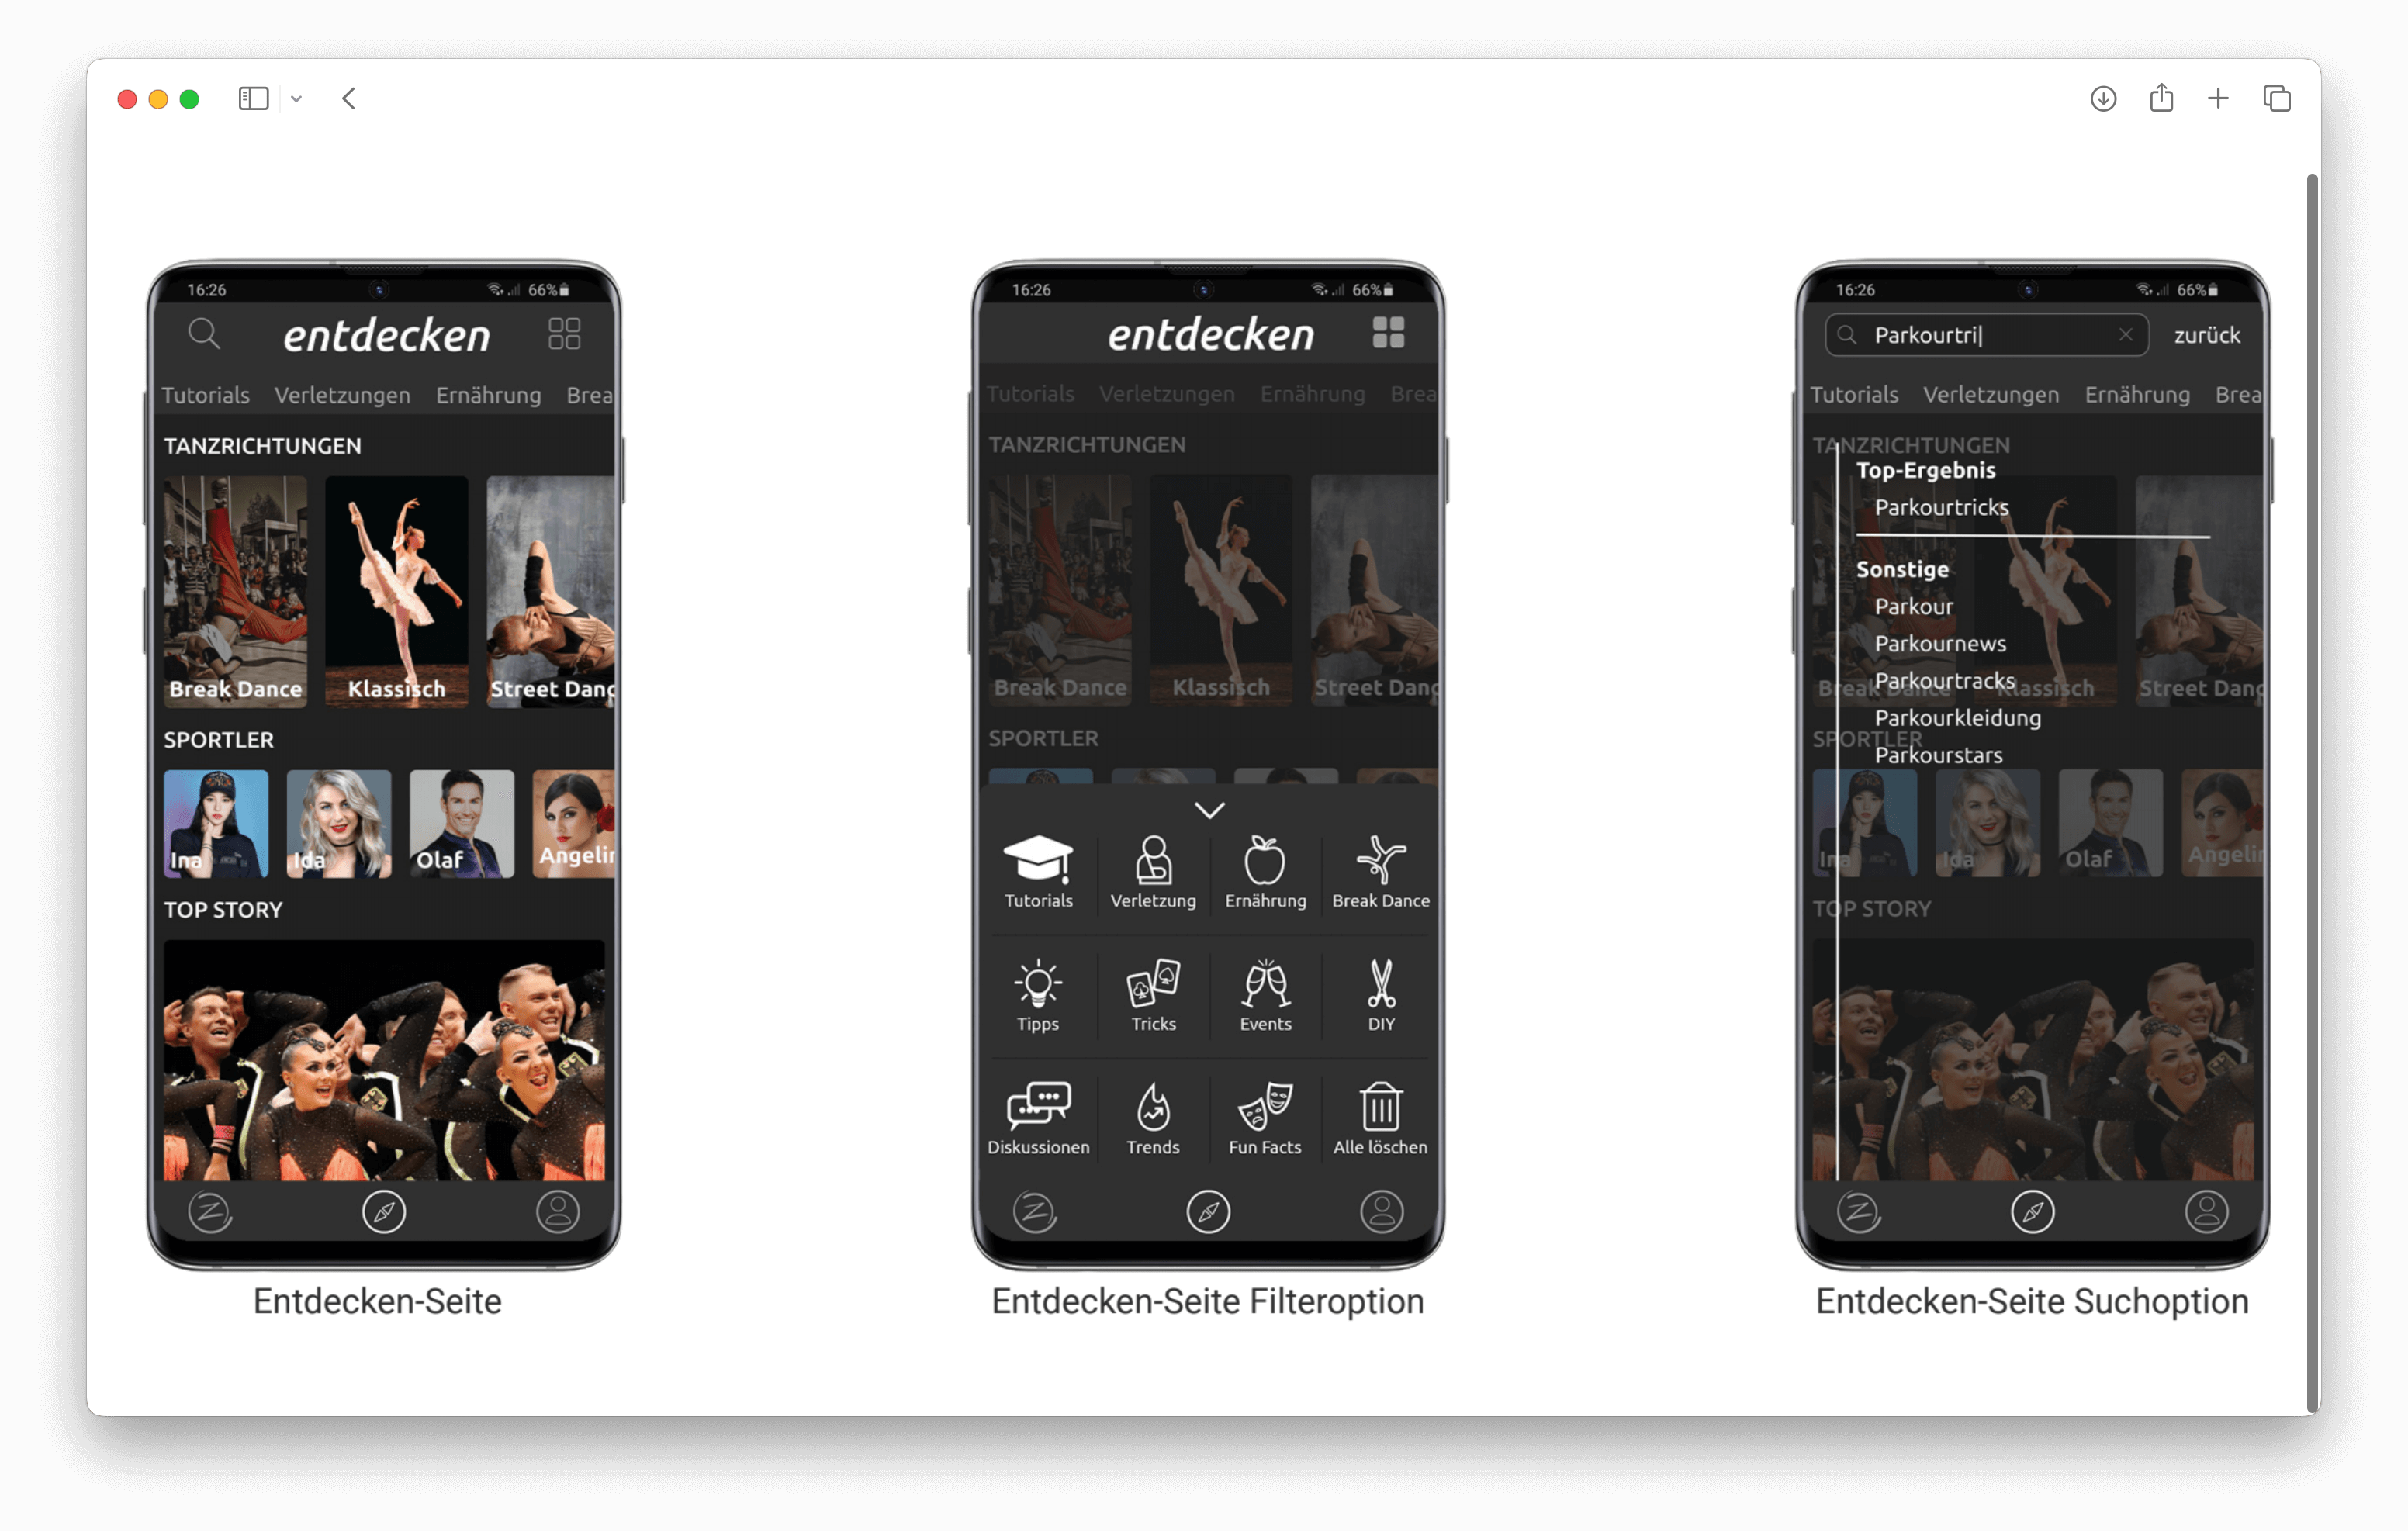 16:26
66%
entdecken
Tutorials Verletzungen Ernährung Brea
TANZRICHTUNGEN
Break Dance Klassisch Street Danc
SPORTLER
Ina Ida Olaf Angelin
TOP STORY
Entdecken-Seite
16:26
66%
entdecken
Tutorials Verletzungen Ernährung Brea
TANZRICHTUNGEN
Break Dance Klassisch Street Danc
SPORTLER
Tutorials Verletzung Ernährung Break Dance
Tipps Tricks Events DIY
Diskussionen Trends Fun Facts Alle löschen
Entdecken-Seite Filteroption
16:26
66%
Parkourtri zurück
Tutorials Verletzungen Ernährung Brea
TANZRICHTUNGEN
Top-Ergebnis
Parkourtricks
Sonstige
Parkour
Parkournews
Parkourtracks
Break Dance Klassisch Street Danc
Parkourkleidung
SPORTLER
Parkourstars
Ina Ida Olaf Angelin
TOP STORY
Entdecken-Seite Suchoption